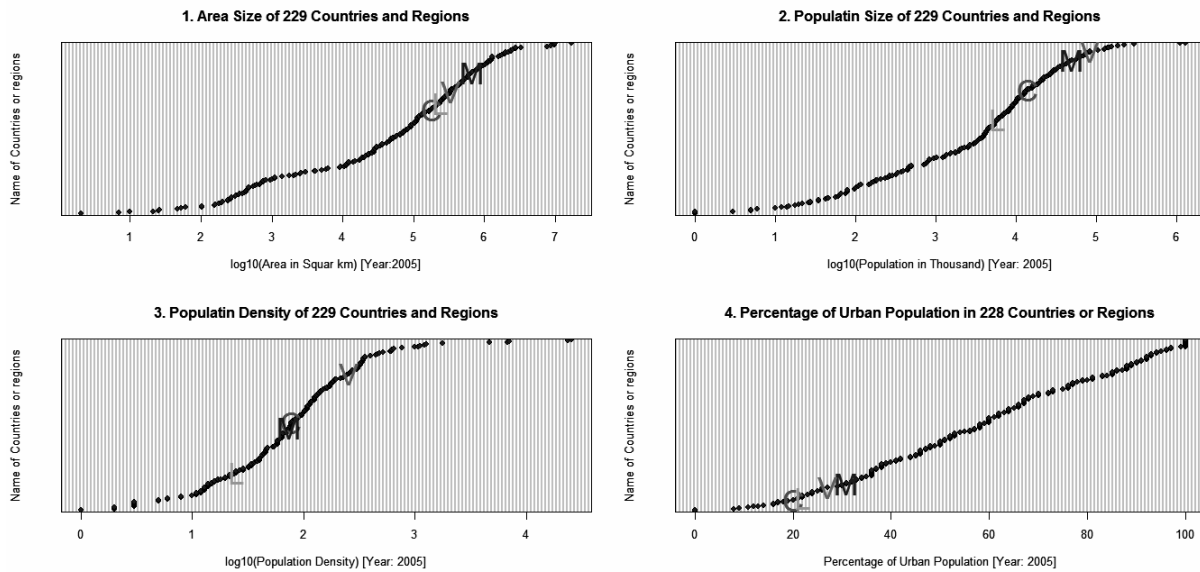 1. Area Size of 229 Countries and Regions
Name of Countries or regions
C L V M
1 2 3 4 5 6 7
log10(Area in Squar km) [Year:2005]
2. Populatin Size of 229 Countries and Regions
Name of Countries or regions
L C M V
0 1 2 3 4 5 6
log10(Population in Thousand) [Year: 2005]
3. Populatin Density of 229 Countries and Regions
Name of Countries or regions
L M C V
0 1 2 3 4
log10(Population Density) [Year: 2005]
4. Percentage of Urban Population in 228 Countries or Regions
Name of Countries or regions
C L V M
0 20 40 60 80 100
Percentage of Urban Population [Year: 2005]